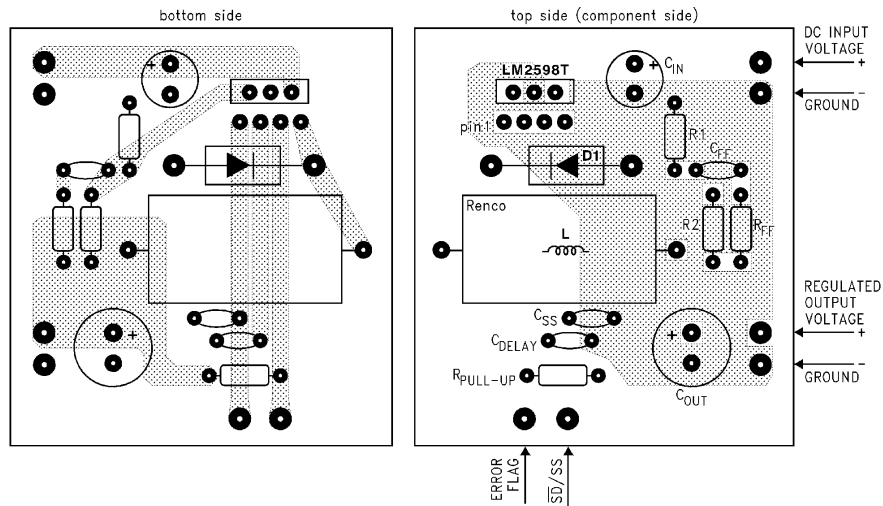 bottom side
+
+
top side (component side)
LM2598T
+
C_IN
pin1
R1
D1
C_FF
Renco
R2
R_FF
L
C_SS
C_DELAY
+
R_PULL-UP
C_OUT
DC INPUT
VOLTAGE
+
−
GROUND
REGULATED
OUTPUT
VOLTAGE
+
−
GROUND
ERROR
FLAG
S̅D̅/SS